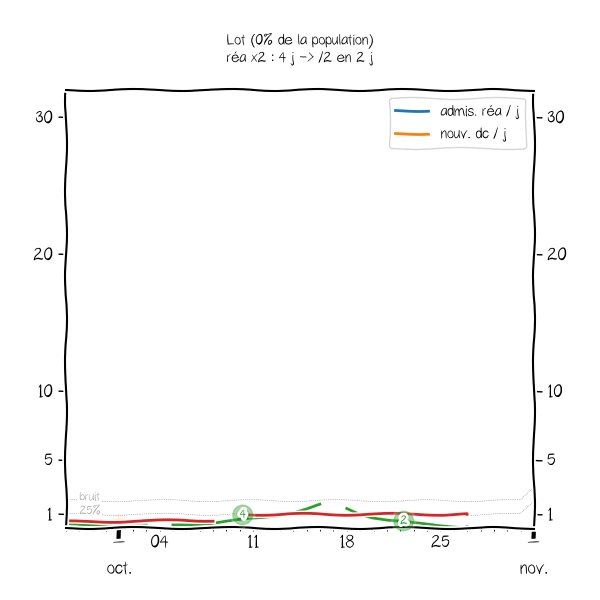 Lot (0% de la population)
réa x2 : 4 j -> /2 en 2 j
admis. réa / j
nouv. dc / j
30
30
20
20
10
10
5
5
bruit
25%
1
1
4
2
04
11
18
25
oct.
nov.